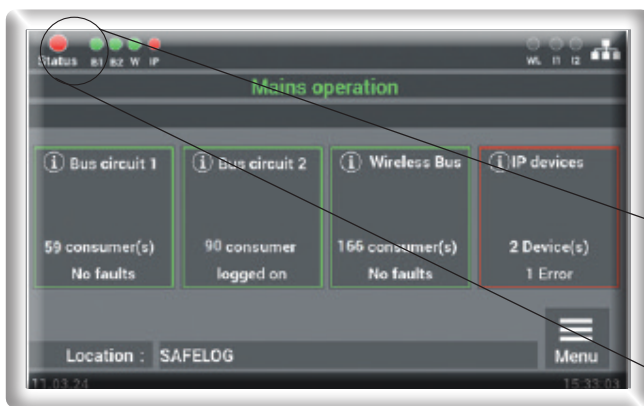 Status B1 B2 W IP WL I1 I2
Mains operation
Bus circuit 1
59 consumer(s)
No faults
Bus circuit 2
90 consumer
logged on
Wireless Bus
166 consumer(s)
No faults
IP devices
2 Device(s)
1 Error
Location : SAFELOG
Menu
11.03.24 15:33:03